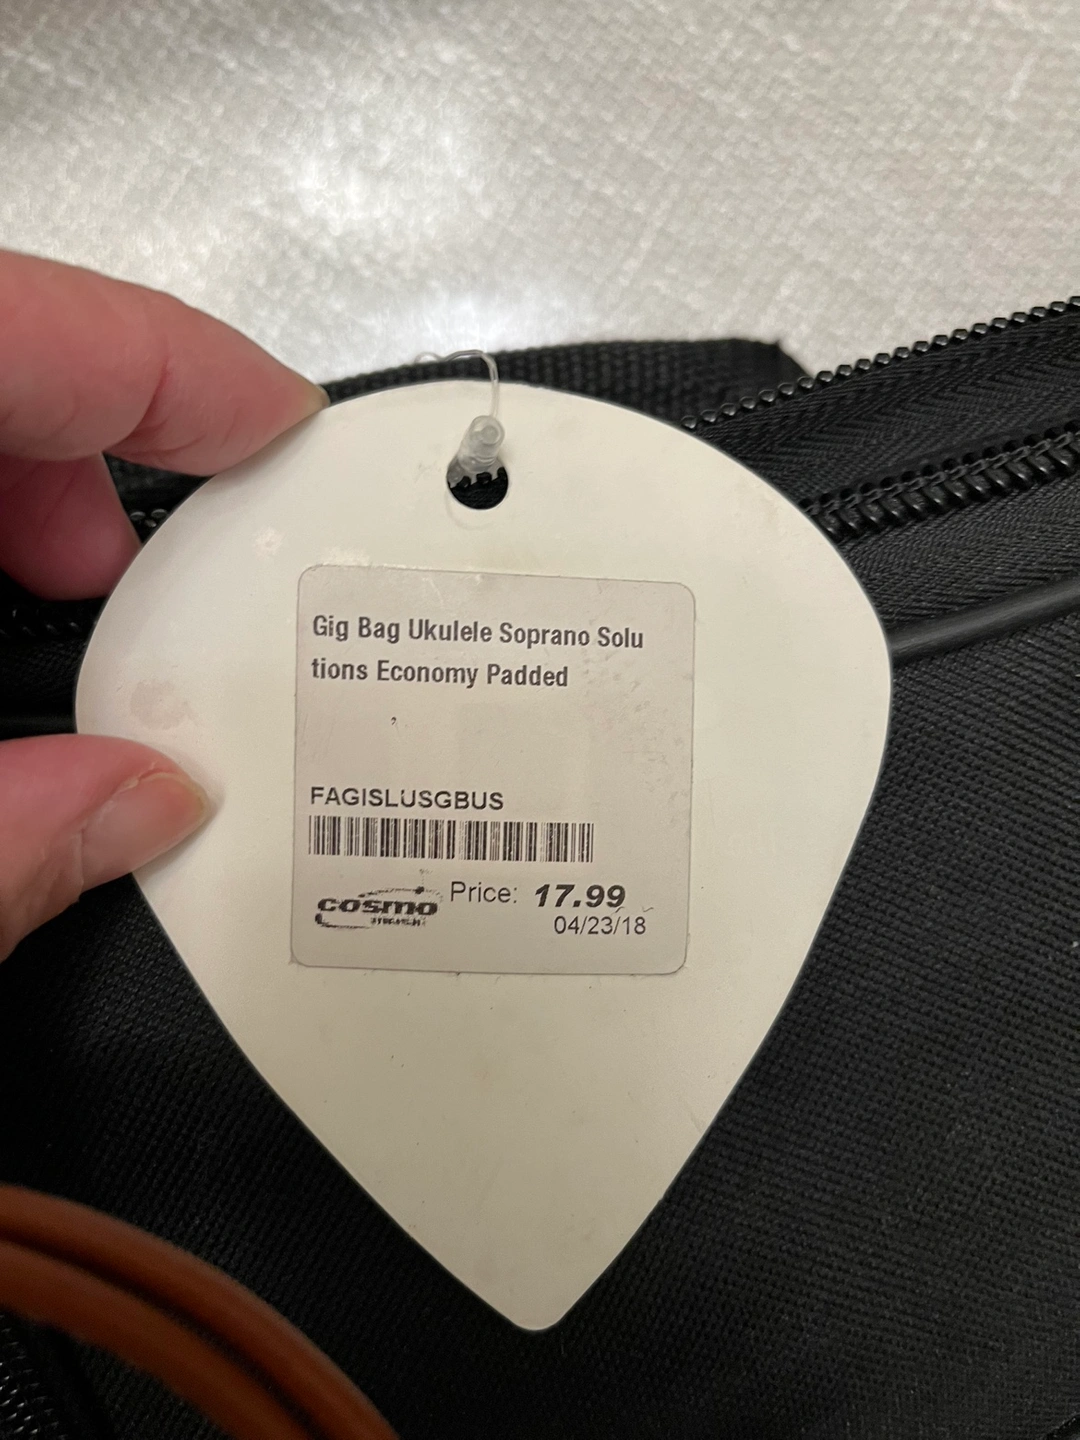 Gig Bag Ukulele Soprano Solu
tions Economy Padded
FAGISLUSGBUS
cosmo
Price: 17.99
04/23/18